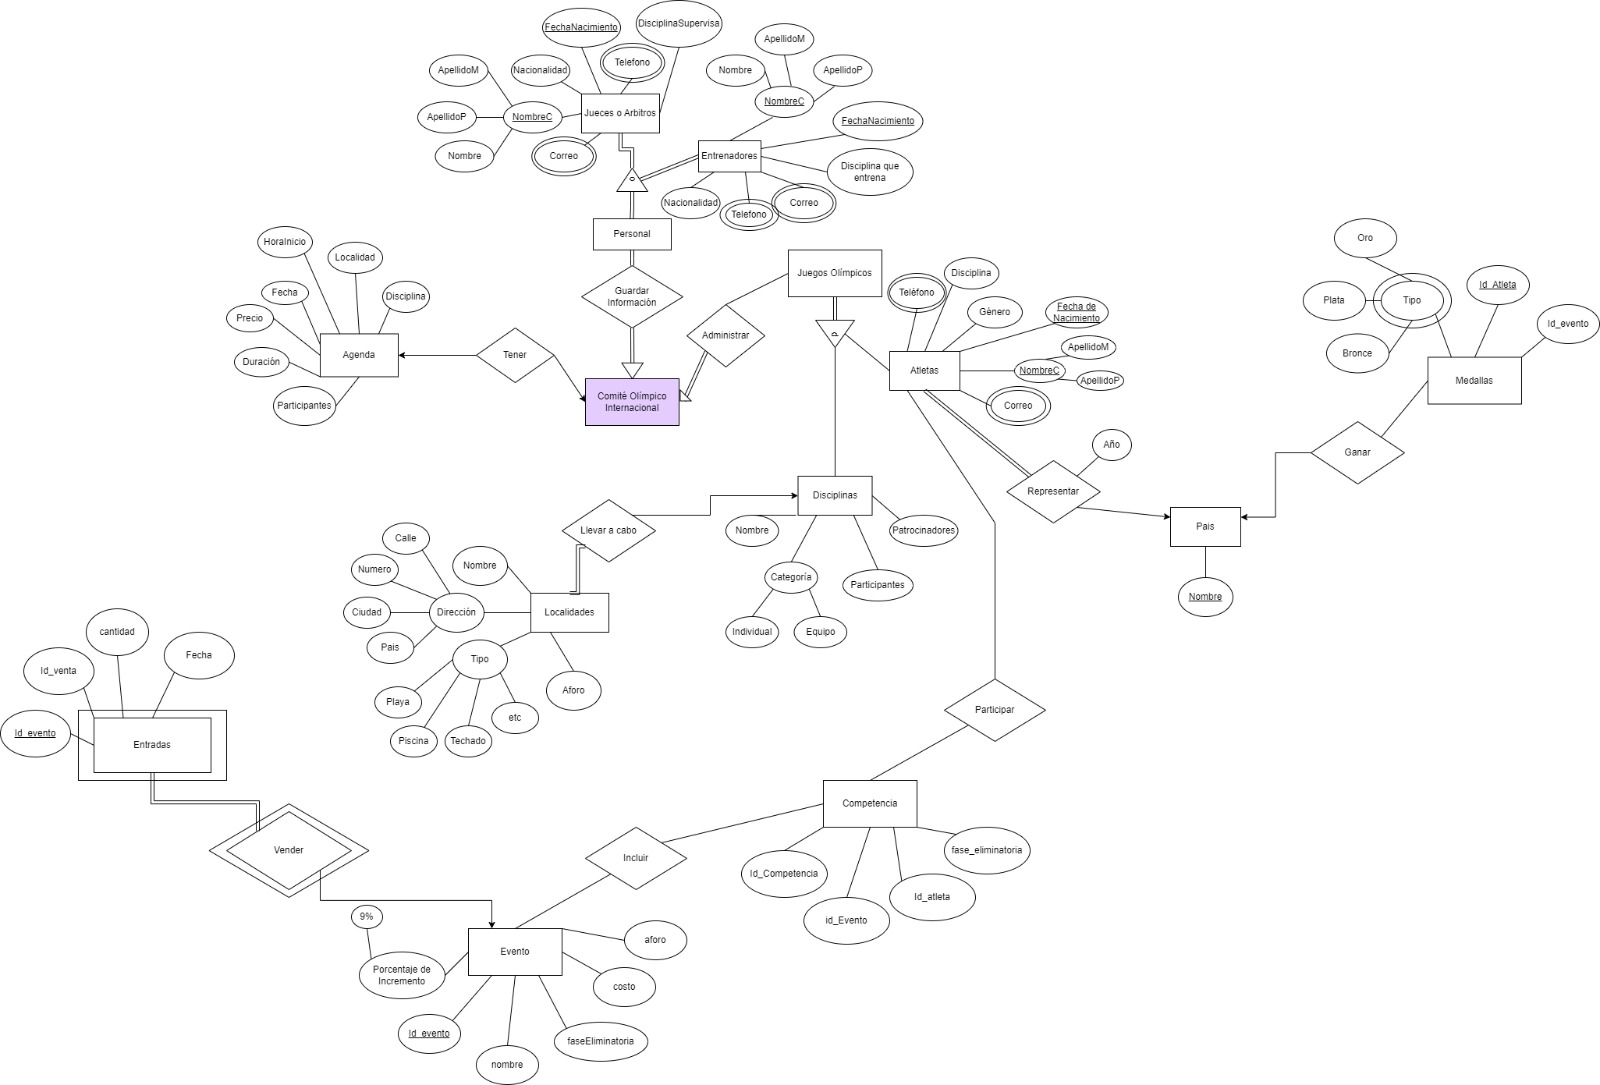 FechaNacimiento
DisciplinaSupervisa
ApellidoM
Nacionalidad
Telefono
ApellidoP
NombreC
Jueces o Arbitros
Nombre
Correo
ApellidoM
Nombre
ApellidoP
NombreC
FechaNacimiento
Entrenadores
Disciplina que
entrena
Nacionalidad
Telefono
Correo
o
Personal
Guardar
Información
HoraInicio
Localidad
Fecha
Disciplina
Precio
Duración
Participantes
Agenda
Tener
Comité Olímpico
Internacional
Administrar
Juegos Olímpicos
p
Teléfono
Disciplina
Género
Fecha de
Nacimiento
ApellidoM
NombreC
ApellidoP
Correo
Atletas
Oro
Plata
Tipo
Bronce
Id_Atleta
Id_evento
Medallas
Ganar
Año
Representar
Pais
Nombre
Disciplinas
Nombre
Patrocinadores
Categoría
Participantes
Individual
Equipo
Llevar a cabo
Calle
Numero
Nombre
Ciudad
Dirección
Localidades
Pais
Tipo
Aforo
Playa
Piscina
Techado
etc
cantidad
Id_venta
Fecha
Id_evento
Entradas
Vender
Participar
Competencia
Incluir
Id_Competencia
id_Evento
Id_atleta
fase_eliminatoria
9%
Porcentaje de
Incremento
Evento
aforo
costo
Id_evento
nombre
faseEliminatoria